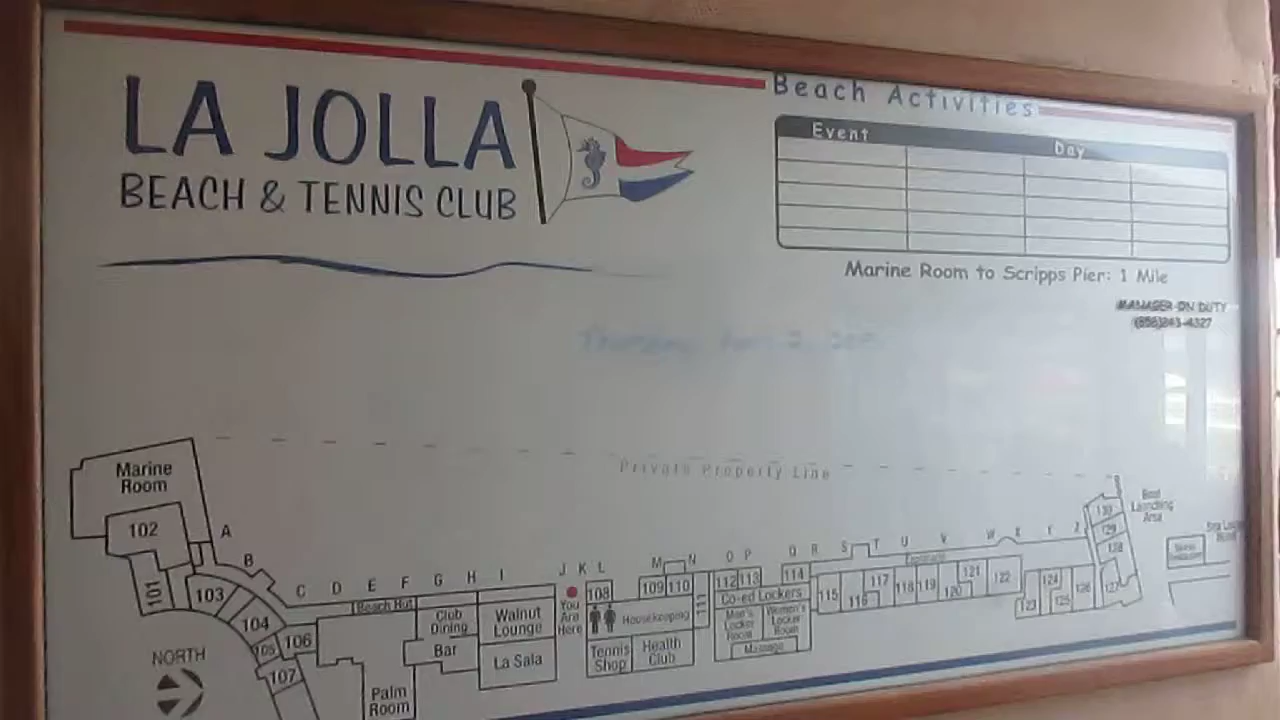 LA JOLLA
BEACH & TENNIS CLUB
Beach Activities
Event Day
Marine Room to Scripps Pier: 1 Mile
MANAGER ON DUTY
Private Property Line
Marine
Room
102
101
103
104
105
106
107
NORTH
A
B
C D E F G H I J K L M N O P Q R S T U V W X Y Z
Beach Hut
Club
Dining
Bar
Palm
Room
Walnut
Lounge
La Sala
You
Are
Here
108
Housekeeping
Tennis
Shop
Health
Club
109
110
111
112
113
114
Co-ed Lockers
Men's
Locker
Room
Women's
Locker
Room
Massage
115
116
117
118
119
120
121
122
123
124
125
126
127
129
130
Boat
Launching
Area